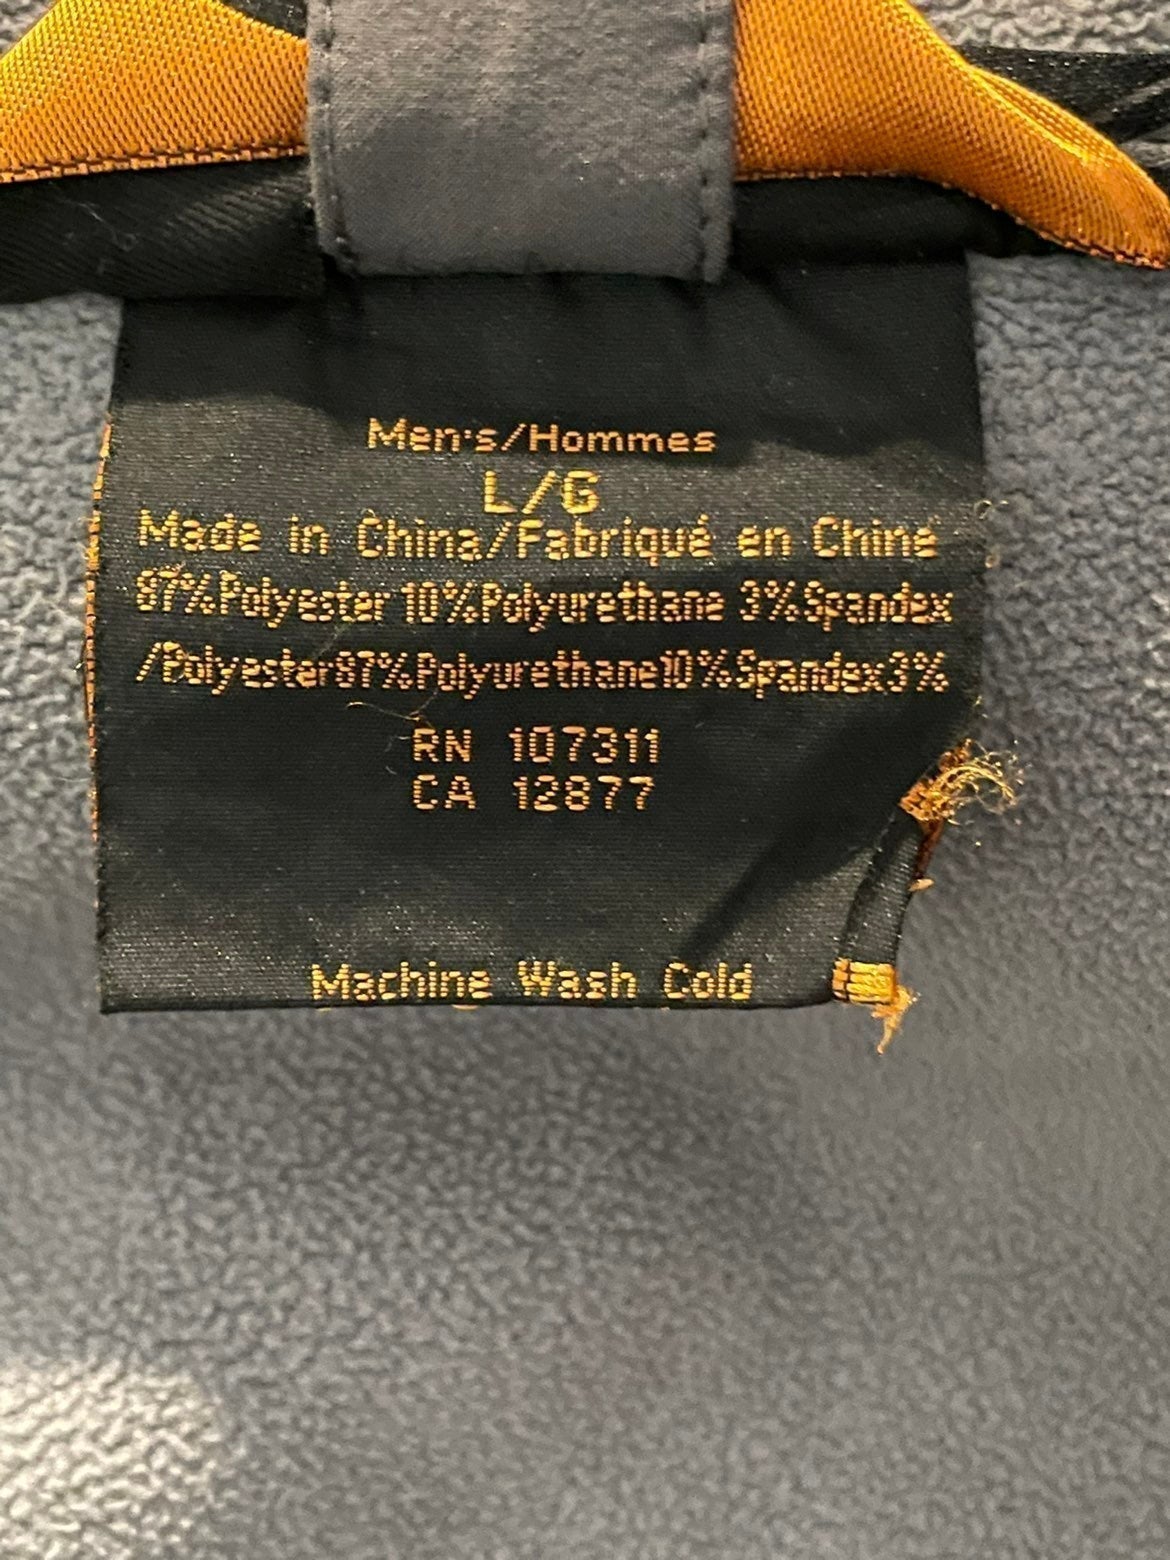 Men's/Hommes
L/G
Made in China/Fabriqué en Chine
87%Polyester 10%Polyurethane 3%Spandex
/Polyester87%Polyurethane10%Spandex3%
RN 107311
CA 12877
Machine Wash Cold